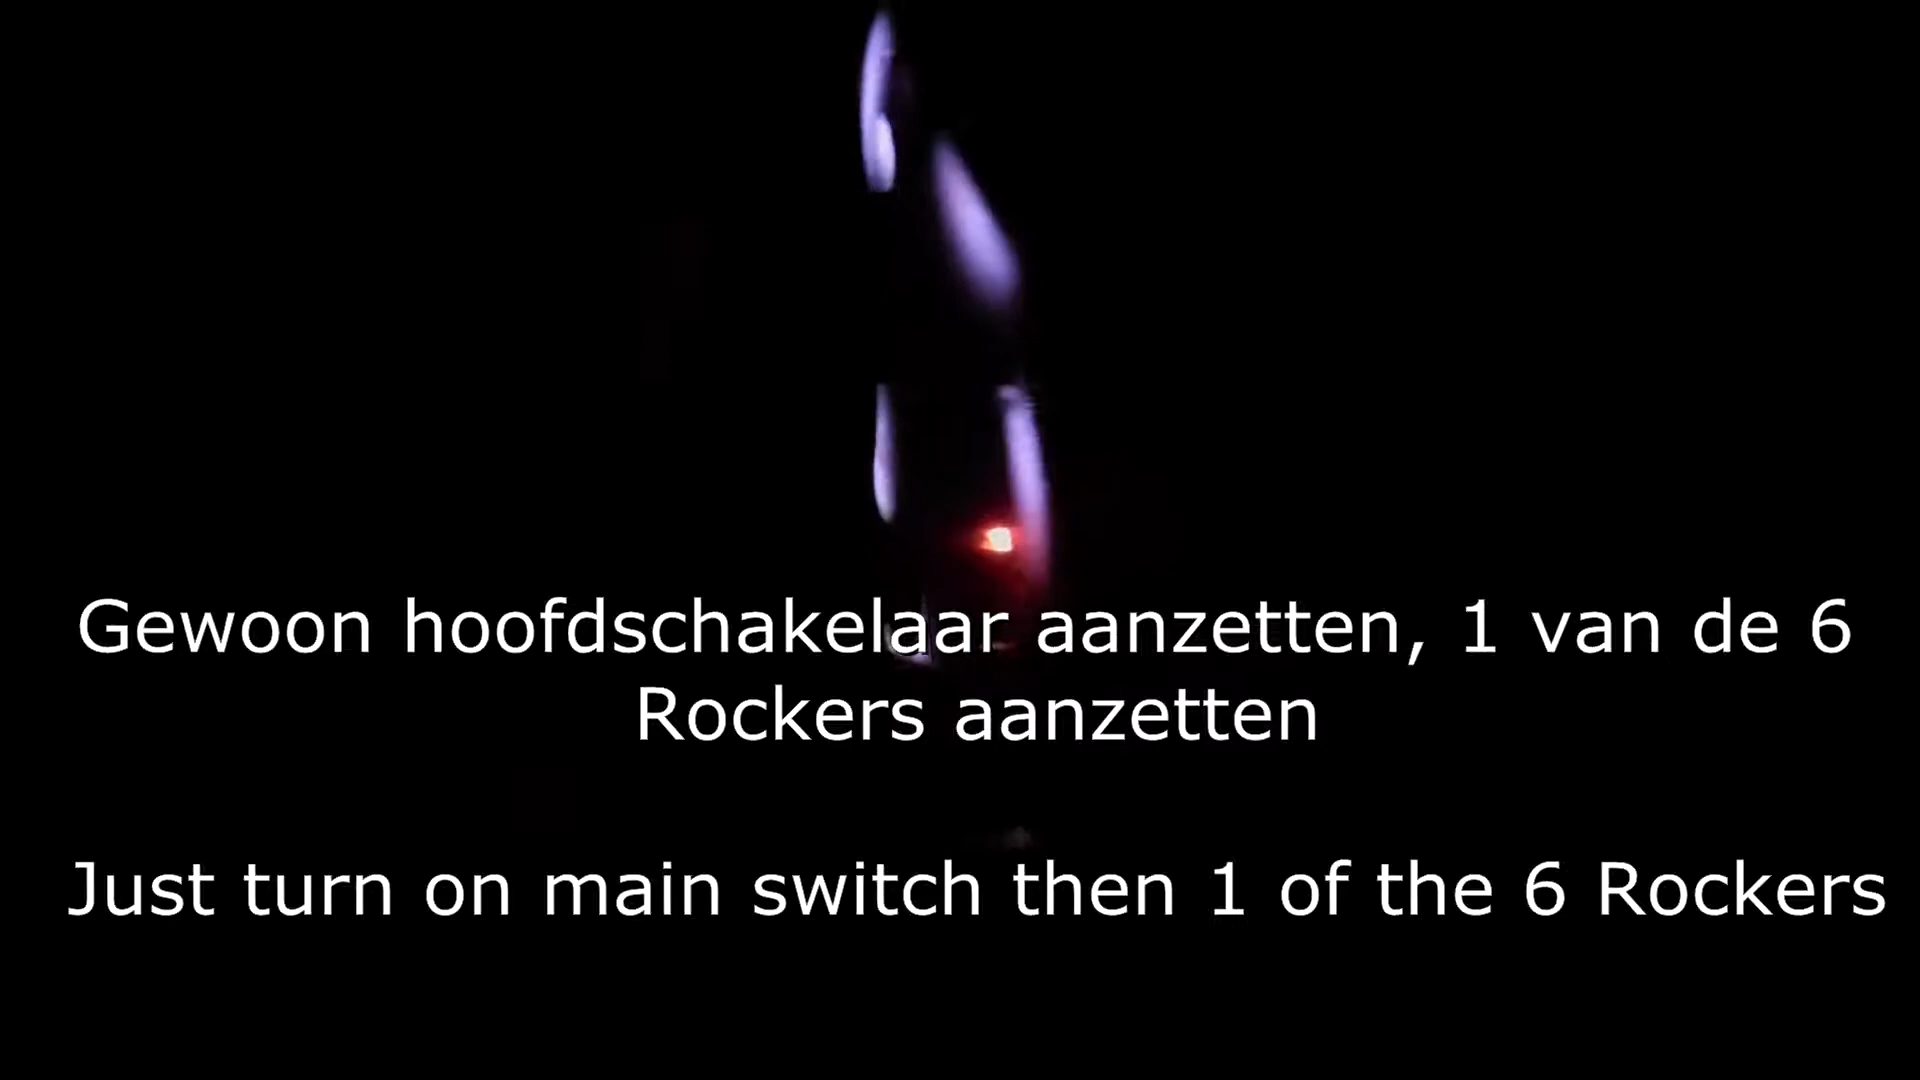 Gewoon hoofdschakelaar aanzetten, 1 van de 6
Rockers aanzetten
Just turn on main switch then 1 of the 6 Rockers